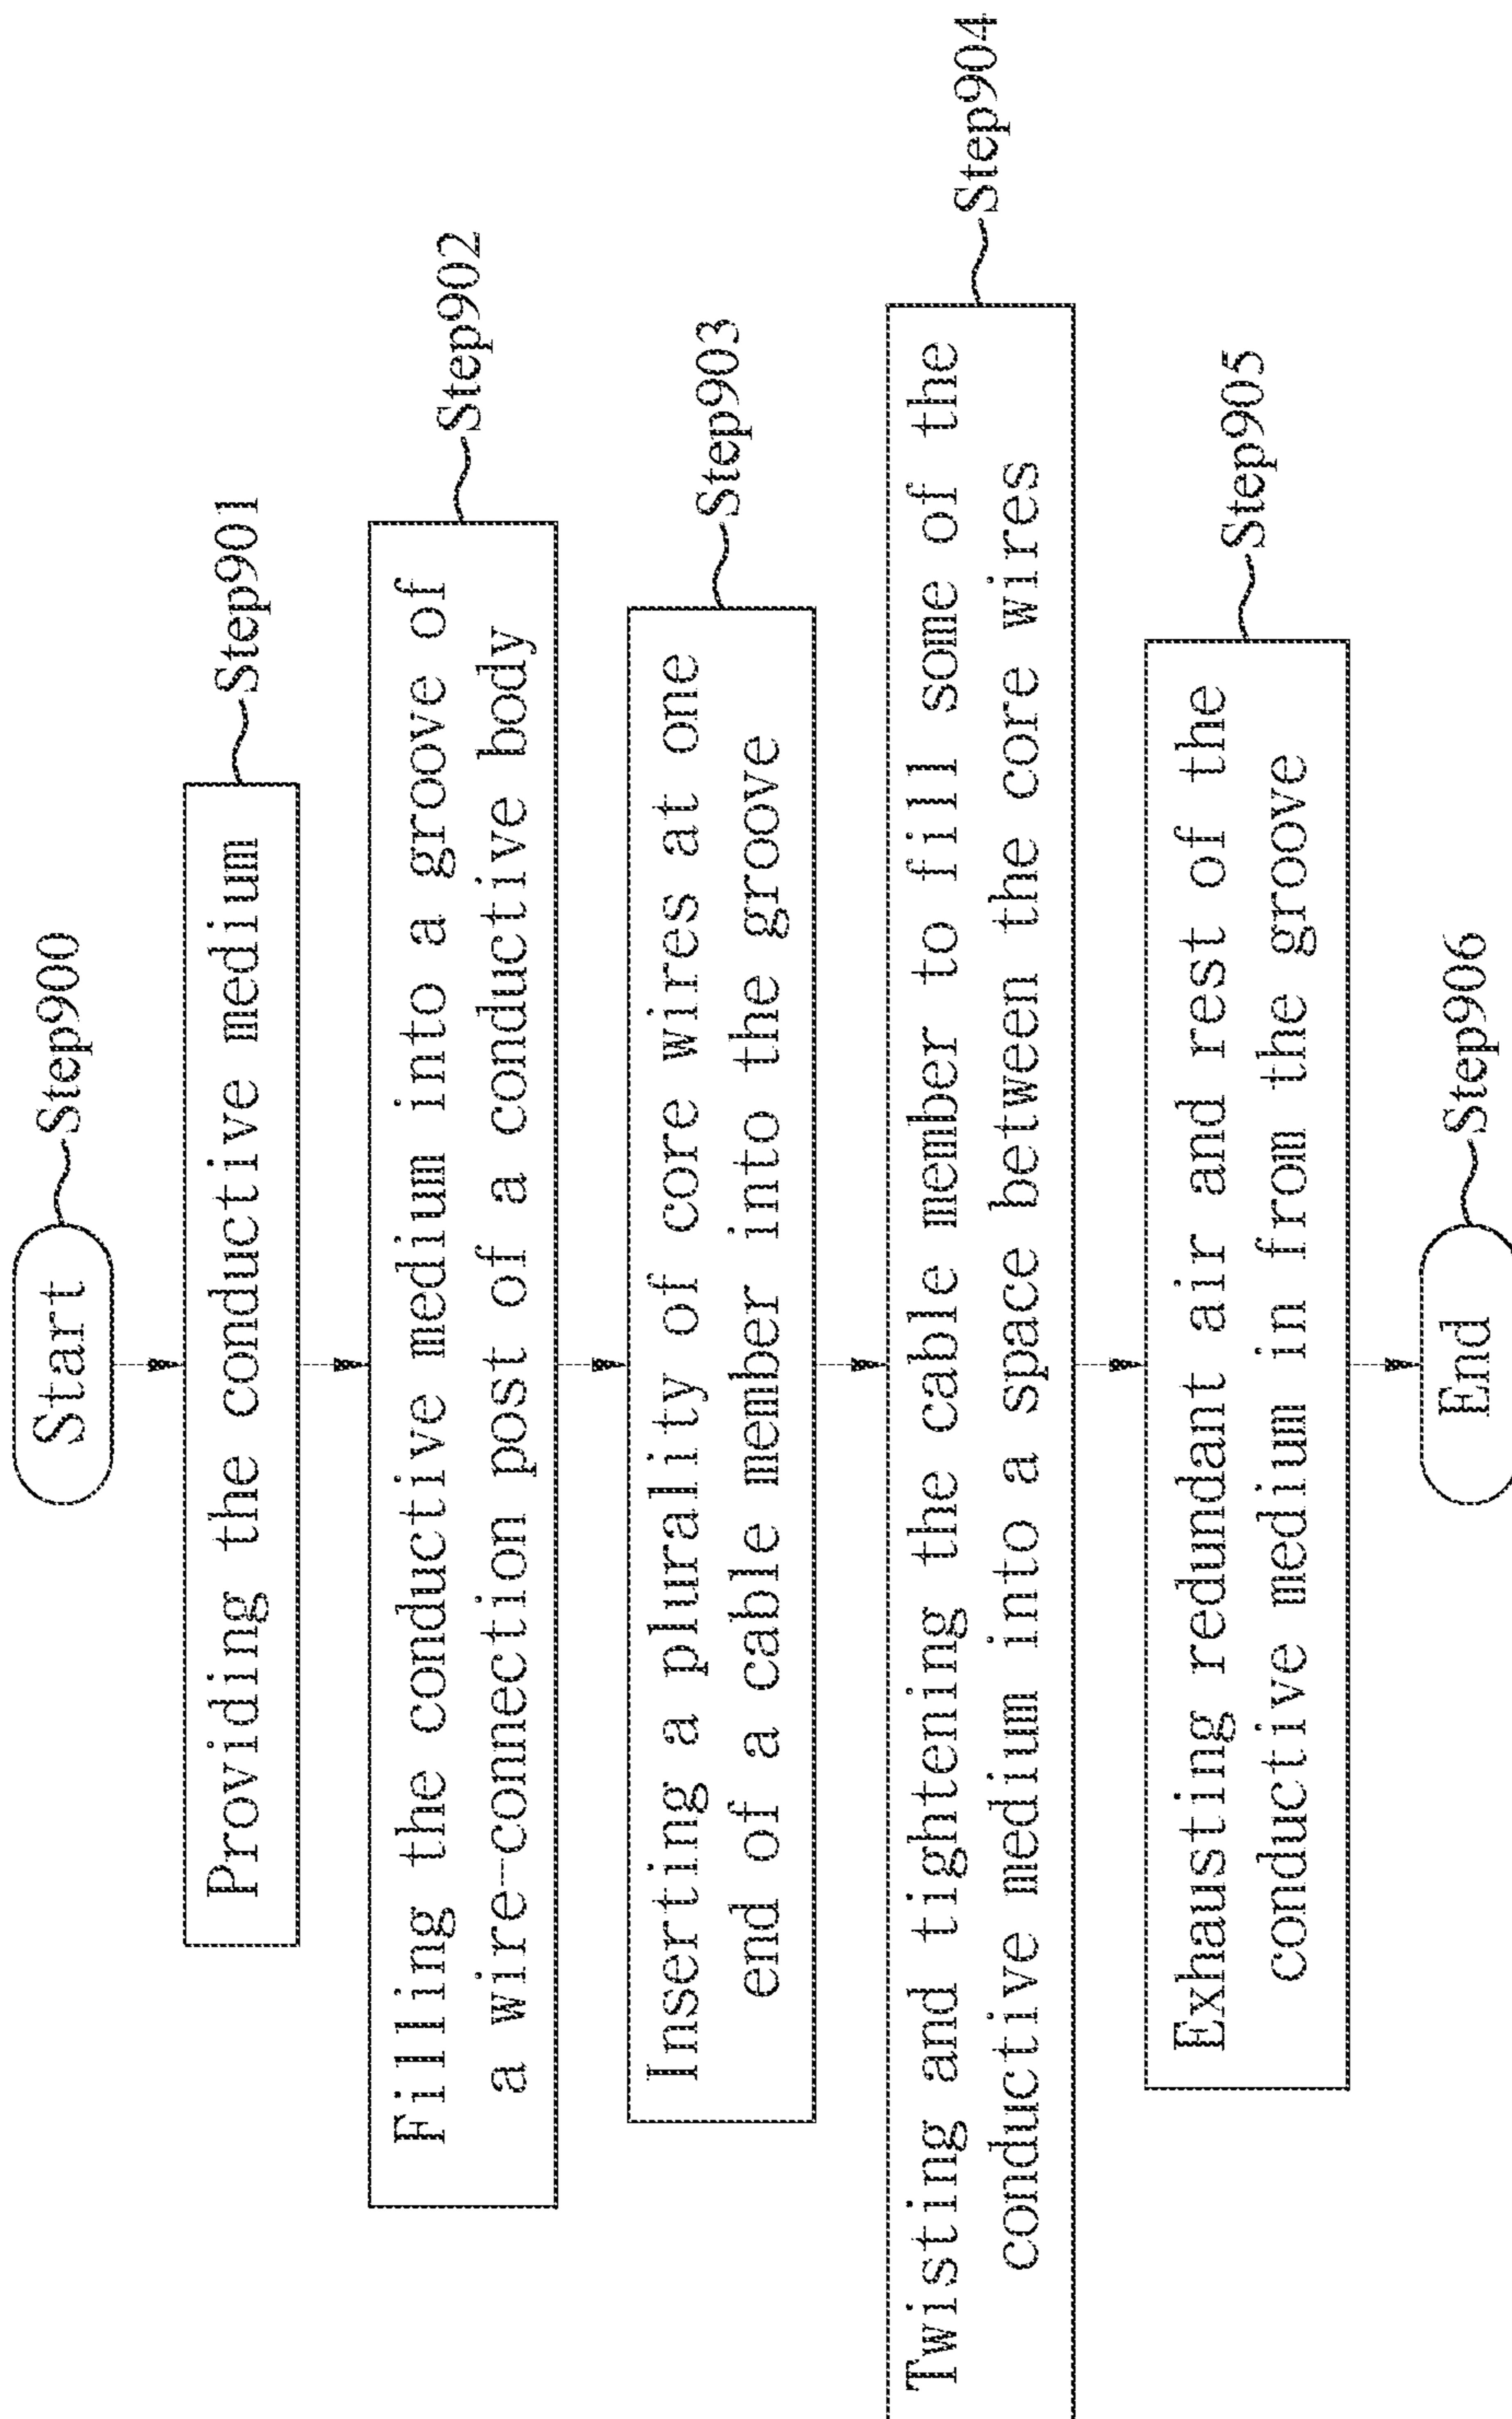 Start
Step900
Providing the conductive medium
Step901
Filling the conductive medium into a groove of
a wire-connection post of a conductive body
Step902
Inserting a plurality of core wires at one
end of a cable member into the groove
Step903
Twisting and tightening the cable member to fill some of the
conductive medium into a space between the core wires
Step904
Exhausting redundant air and rest of the
conductive medium in from the groove
Step905
End
Step906